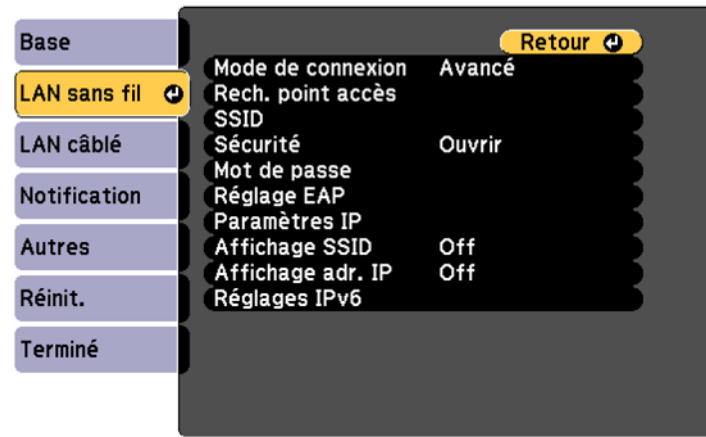 Base
LAN sans fil
LAN câblé
Notification
Autres
Réinit.
Terminé
Retour
Mode de connexion Avancé
Rech. point accès
SSID
Sécurité Ouvrir
Mot de passe
Réglage EAP
Paramètres IP
Affichage SSID Off
Affichage adr. IP Off
Réglages IPv6